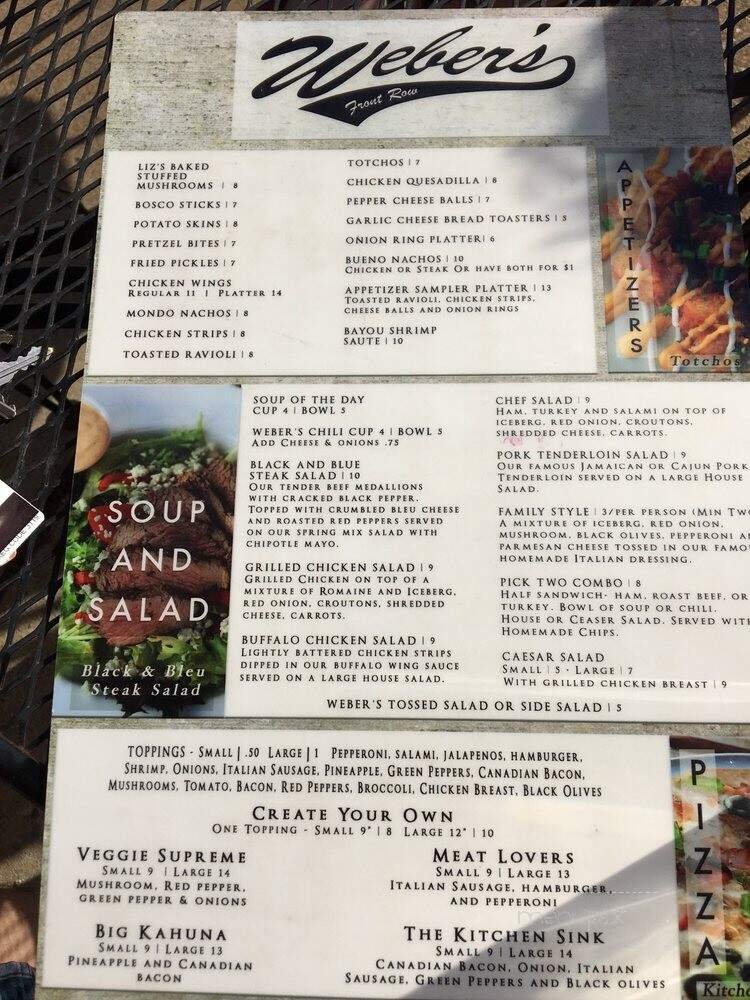 Weber's
Front Row
LIZ'S BAKED
STUFFED
MUSHROOMS | 8
BOSCO STICKS | 7
POTATO SKINS | 8
PRETZEL BITES | 7
FRIED PICKLES | 7
CHICKEN WINGS
REGULAR 11 | PLATTER 14
MONDO NACHOS | 8
CHICKEN STRIPS | 8
TOASTED RAVIOLI | 8
TOTCHOS | 7
CHICKEN QUESADILLA | 8
PEPPER CHEESE BALLS | 7
GARLIC CHEESE BREAD TOASTERS | 5
ONION RING PLATTER| 6
BUENO NACHOS | 10
CHICKEN OR STEAK OR HAVE BOTH FOR $1
APPETIZER SAMPLER PLATTER | 13
TOASTED RAVIOLI, CHICKEN STRIPS,
CHEESE BALLS AND ONION RINGS
BAYOU SHRIMP
SAUTE | 10
APPETIZERS
Totchos
SOUP
AND
SALAD
Black & Bleu
Steak Salad
SOUP OF THE DAY
CUP 4 | BOWL 5
WEBER'S CHILI CUP 4 | BOWL 5
ADD CHEESE & ONIONS .75
BLACK AND BLUE
STEAK SALAD | 10
OUR TENDER BEEF MEDALLIONS
WITH CRACKED BLACK PEPPER.
TOPPED WITH CRUMBLED BLEU CHEESE
AND ROASTED RED PEPPERS SERVED
ON OUR SPRING MIX SALAD WITH
CHIPOTLE MAYO.
GRILLED CHICKEN SALAD | 9
GRILLED CHICKEN ON TOP OF A
MIXTURE OF ROMAINE AND ICEBERG,
RED ONION, CROUTONS, SHREDDED
CHEESE, CARROTS.
BUFFALO CHICKEN SALAD | 9
LIGHTLY BATTERED CHICKEN STRIPS
DIPPED IN OUR BUFFALO WING SAUCE
SERVED ON A LARGE HOUSE SALAD.
CHEF SALAD | 9
HAM, TURKEY AND SALAMI ON TOP OF
ICEBERG, RED ONION, CROUTONS,
SHREDDED CHEESE, CARROTS.
PORK TENDERLOIN SALAD | 9
OUR FAMOUS JAMAICAN OR CAJUN PORK
TENDERLOIN SERVED ON A LARGE HOUSE
SALAD.
FAMILY STYLE | 3/PER PERSON (MIN TWO
A MIXTURE OF ICEBERG, RED ONION,
MUSHROOM, BLACK OLIVES, PEPPERONI AN
PARMESAN CHEESE TOSSED IN OUR FAMOU
HOMEMADE ITALIAN DRESSING.
PICK TWO COMBO | 8
HALF SANDWICH- HAM, ROAST BEEF, OR
TURKEY. BOWL OF SOUP OR CHILI.
HOUSE OR CEASER SALAD. SERVED WITH
HOMEMADE CHIPS.
CAESAR SALAD
SMALL | 5 - LARGE | 7
WITH GRILLED CHICKEN BREAST | 9
WEBER'S TOSSED SALAD OR SIDE SALAD | 5
TOPPINGS - SMALL | .50 LARGE | 1 PEPPERONI, SALAMI, JALAPENOS, HAMBURGER,
SHRIMP, ONIONS, ITALIAN SAUSAGE, PINEAPPLE, GREEN PEPPERS, CANADIAN BACON,
MUSHROOMS, TOMATO, BACON, RED PEPPERS, BROCCOLI, CHICKEN BREAST, BLACK OLIVES
CREATE YOUR OWN
ONE TOPPING - SMALL 9" | 8 LARGE 12" | 10
VEGGIE SUPREME
SMALL 9 | LARGE 14
MUSHROOM, RED PEPPER,
GREEN PEPPER & ONIONS
MEAT LOVERS
SMALL 9 | LARGE 13
ITALIAN SAUSAGE, HAMBURGER,
AND PEPPERONI
BIG KAHUNA
SMALL 9 | LARGE 13
PINEAPPLE AND CANADIAN
BACON
THE KITCHEN SINK
SMALL 9 | LARGE 14
CANADIAN BACON, ONION, ITALIAN
SAUSAGE, GREEN PEPPERS AND BLACK OLIVES
PIZZA
Kitche